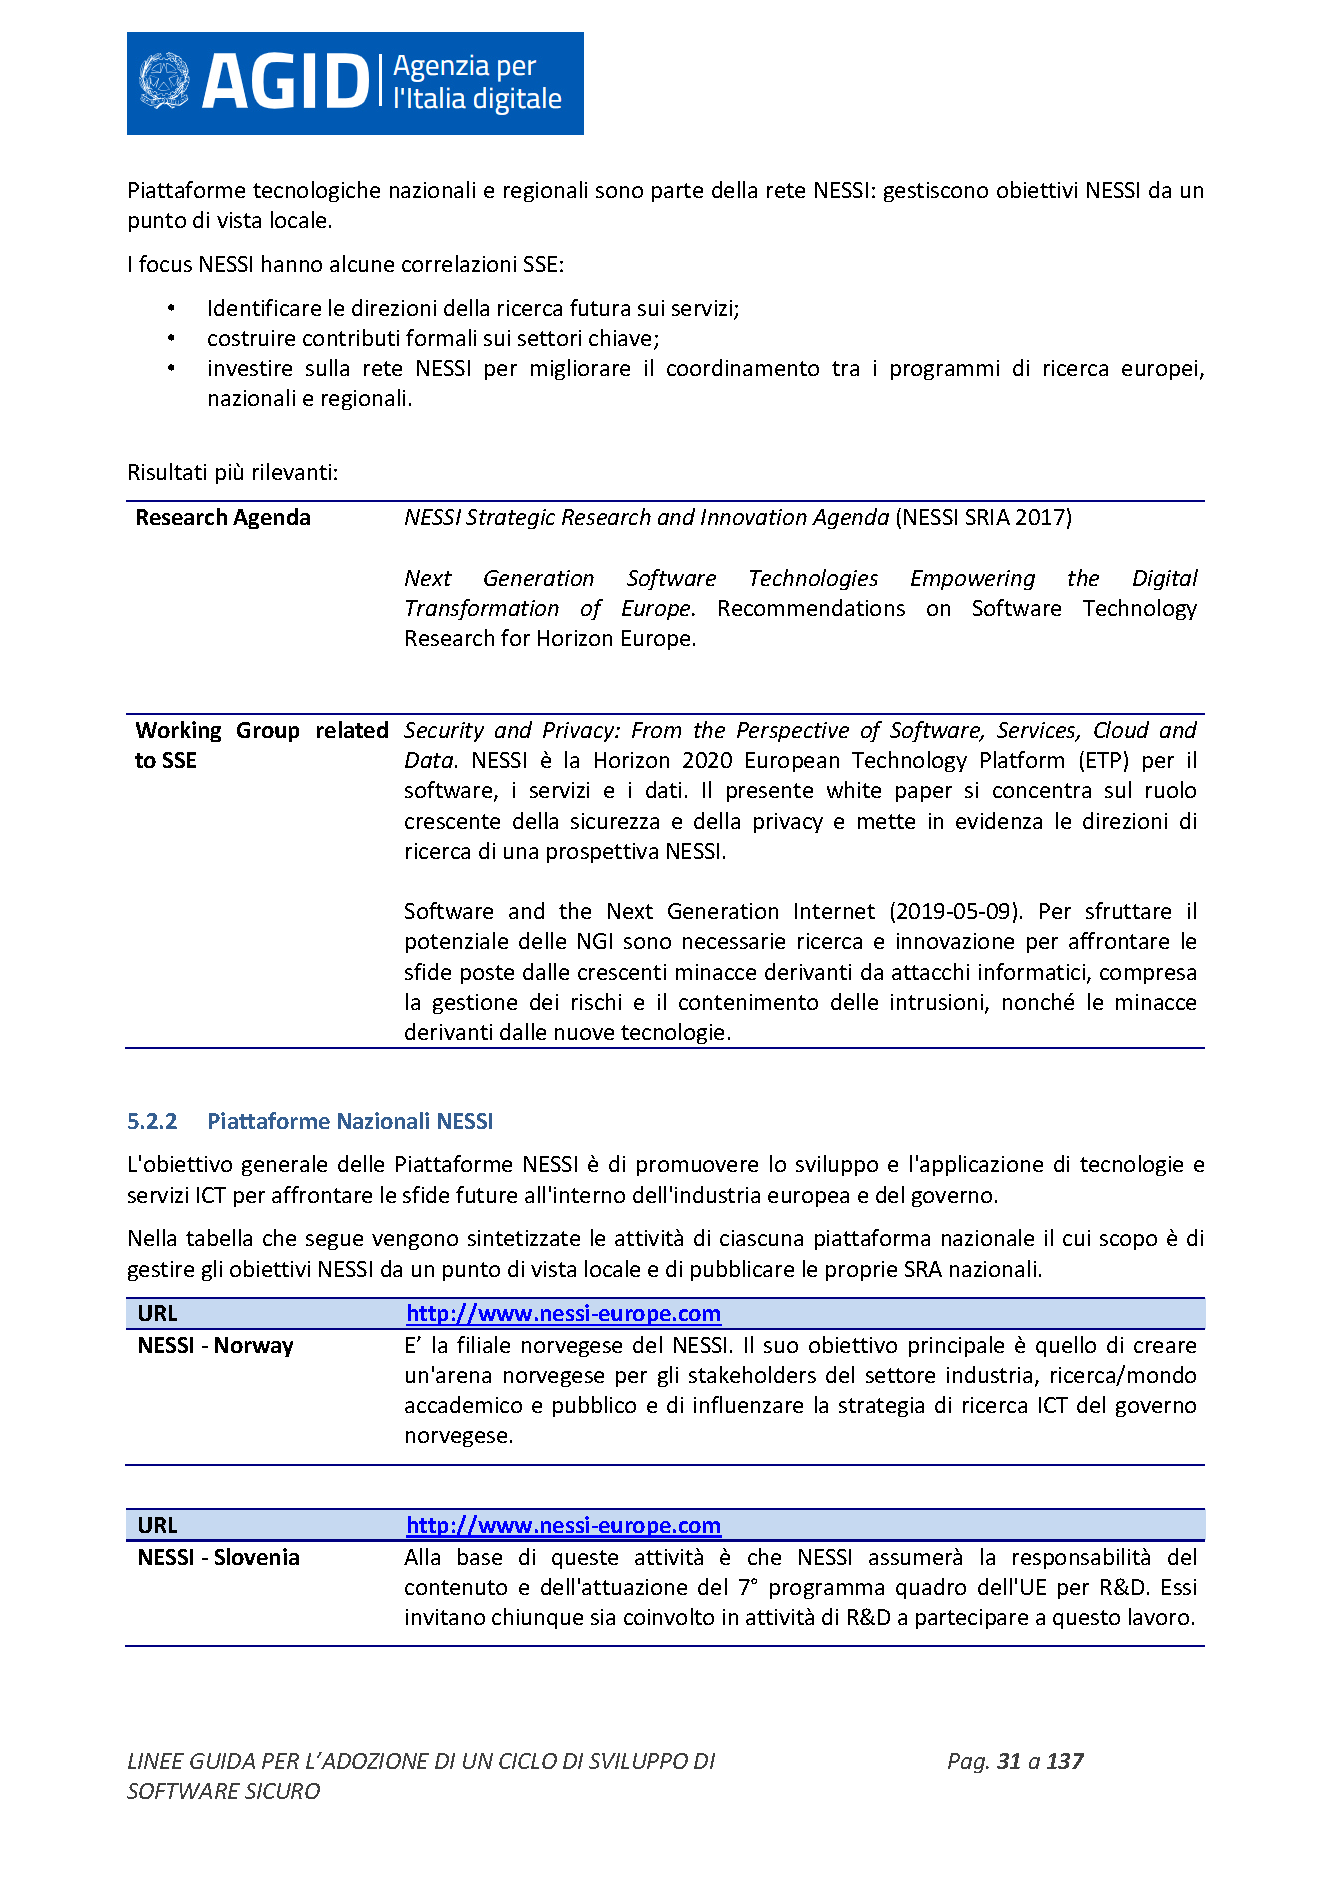 AGID | Agenzia per
l'Italia digitale
Piattaforme tecnologiche nazionali e regionali sono parte della rete NESSI: gestiscono obiettivi NESSI da un
punto di vista locale.
I focus NESSI hanno alcune correlazioni SSE:
• Identificare le direzioni della ricerca futura sui servizi;
• costruire contributi formali sui settori chiave;
• investire sulla rete NESSI per migliorare il coordinamento tra i programmi di ricerca europei,
nazionali e regionali.
Risultati più rilevanti:
Research Agenda NESSI Strategic Research and Innovation Agenda (NESSI SRIA 2017)
Next Generation Software Technologies Empowering the Digital
Transformation of Europe. Recommendations on Software Technology
Research for Horizon Europe.
Working Group related Security and Privacy: From the Perspective of Software, Services, Cloud and
to SSE Data. NESSI è la Horizon 2020 European Technology Platform (ETP) per il
software, i servizi e i dati. Il presente white paper si concentra sul ruolo
crescente della sicurezza e della privacy e mette in evidenza le direzioni di
ricerca di una prospettiva NESSI.
Software and the Next Generation Internet (2019-05-09). Per sfruttare il
potenziale delle NGI sono necessarie ricerca e innovazione per affrontare le
sfide poste dalle crescenti minacce derivanti da attacchi informatici, compresa
la gestione dei rischi e il contenimento delle intrusioni, nonché le minacce
derivanti dalle nuove tecnologie.
5.2.2 Piattaforme Nazionali NESSI
L'obiettivo generale delle Piattaforme NESSI è di promuovere lo sviluppo e l'applicazione di tecnologie e
servizi ICT per affrontare le sfide future all'interno dell'industria europea e del governo.
Nella tabella che segue vengono sintetizzate le attività di ciascuna piattaforma nazionale il cui scopo è di
gestire gli obiettivi NESSI da un punto di vista locale e di pubblicare le proprie SRA nazionali.
URL http://www.nessi-europe.com
NESSI - Norway E’ la filiale norvegese del NESSI. Il suo obiettivo principale è quello di creare
un'arena norvegese per gli stakeholders del settore industria, ricerca/mondo
accademico e pubblico e di influenzare la strategia di ricerca ICT del governo
norvegese.
URL http://www.nessi-europe.com
NESSI - Slovenia Alla base di queste attività è che NESSI assumerà la responsabilità del
contenuto e dell'attuazione del 7° programma quadro dell'UE per R&D. Essi
invitano chiunque sia coinvolto in attività di R&D a partecipare a questo lavoro.
LINEE GUIDA PER L’ADOZIONE DI UN CICLO DI SVILUPPO DI Pag. 31 a 137
SOFTWARE SICURO